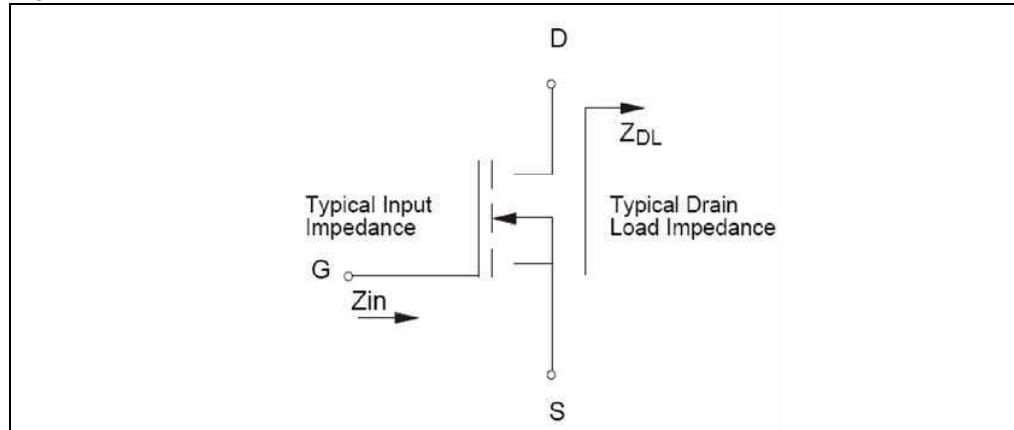 D
ZDL
Typical Input
Impedance
Typical Drain
Load Impedance
G
Zin
S